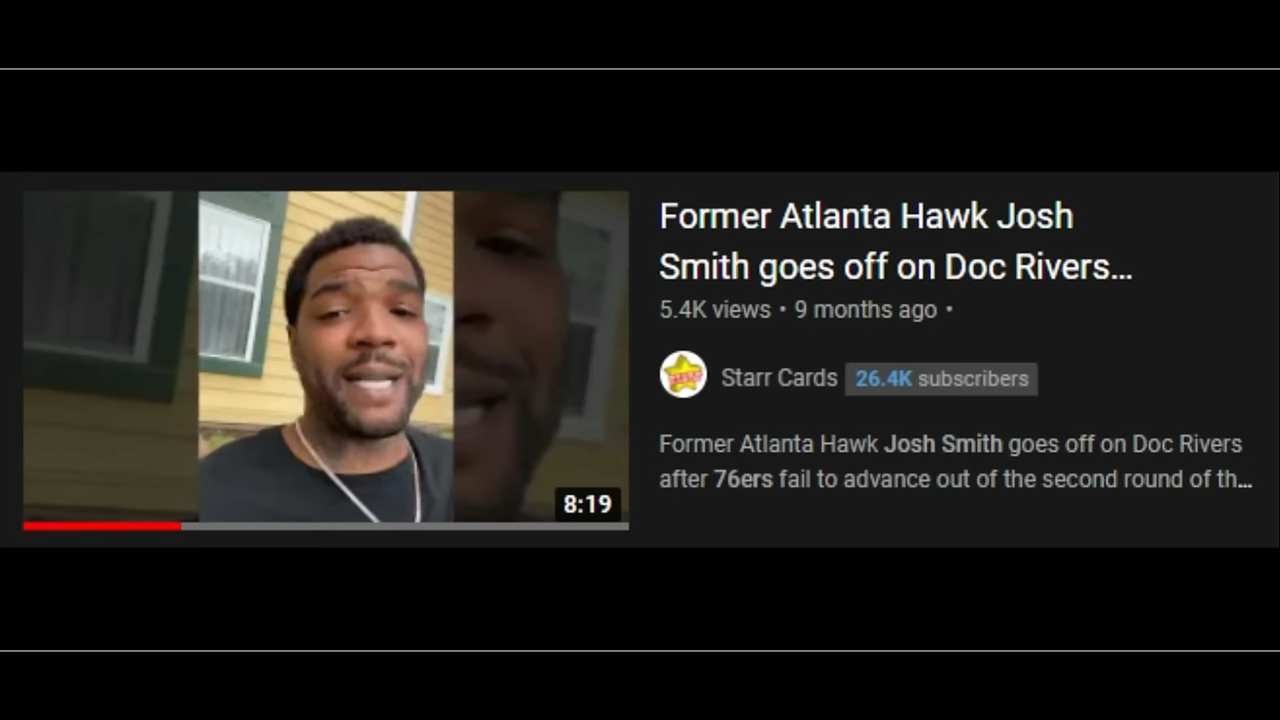 Former Atlanta Hawk Josh
Smith goes off on Doc Rivers...
5.4K views • 9 months ago •
Starr Cards 26.4K subscribers
Former Atlanta Hawk Josh Smith goes off on Doc Rivers
after 76ers fail to advance out of the second round of th...
8:19